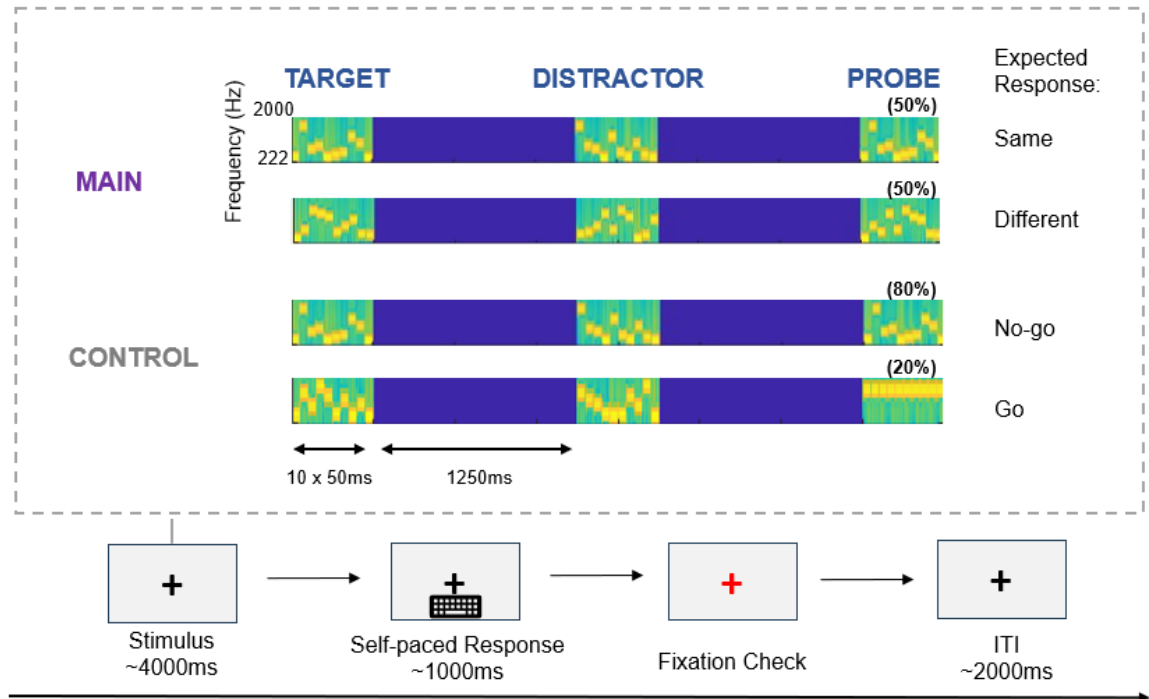 Expected
Response:
TARGET DISTRACTOR PROBE
Frequency (Hz)
2000
222
(50%)
Same
MAIN
(50%)
Different
(80%)
No-go
CONTROL
(20%)
Go
10 x 50ms 1250ms
Stimulus
~4000ms
Self-paced Response
~1000ms
Fixation Check
ITI
~2000ms